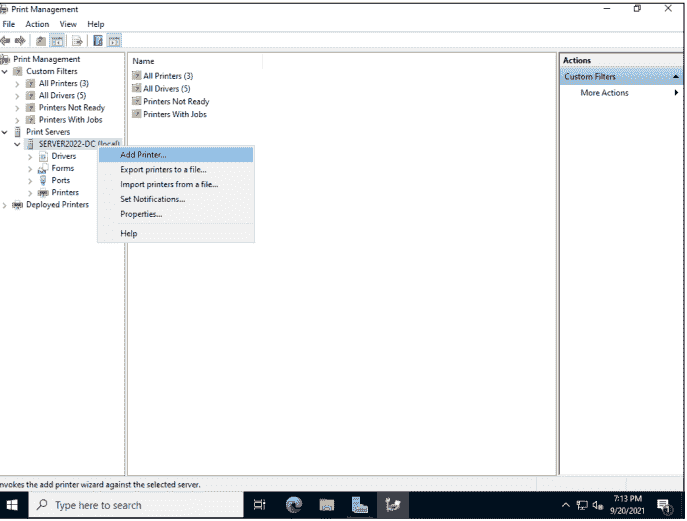 Print Management
File Action View Help
Print Management
Custom Filters
All Printers (3)
All Drivers (5)
Printers Not Ready
Printers With Jobs
Print Servers
SERVER2022-DC (local)
Drivers
Forms
Ports
Printers
Deployed Printers
Add Printer...
Export printers to a file...
Import printers from a file...
Set Notifications...
Properties...
Help
Name
All Printers (3)
All Drivers (5)
Printers Not Ready
Printers With Jobs
Actions
Custom Filters
More Actions
nvokes the add printer wizard against the selected server.
Type here to search
7:13 PM
9/20/2021